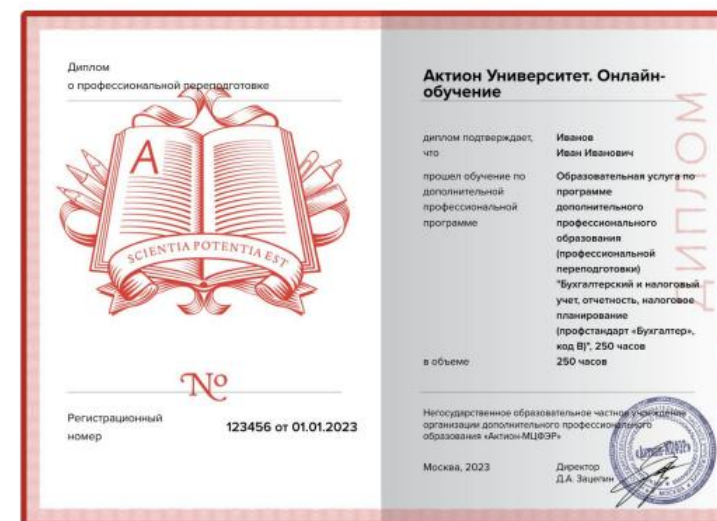 Диплом
о профессиональной переподготовке
A
SCIENTIA POTENTIA EST
№
Регистрационный
номер
123456 от 01.01.2023
Актион Университет. Онлайн-
обучение
диплом подтверждает,
что
Иванов
Иван Иванович
прошел обучение по
дополнительной
профессиональной
программе
Образовательная услуга по
программе
дополнительного
профессионального
образования
(профессиональной
переподготовки)
"Бухгалтерский и налоговый
учет, отчетность, налоговое
планирование
(профстандарт «Бухгалтер»,
код В)", 250 часов
в объеме
250 часов
ДИПЛОМ
Негосударственное образовательное частное учреждение
организации дополнительного профессионального
образования «Актион-МЦФЭР»
Москва, 2023
Директор
Д.А. Зацепин
«Актион-МЦФЭР»
МОСКВА